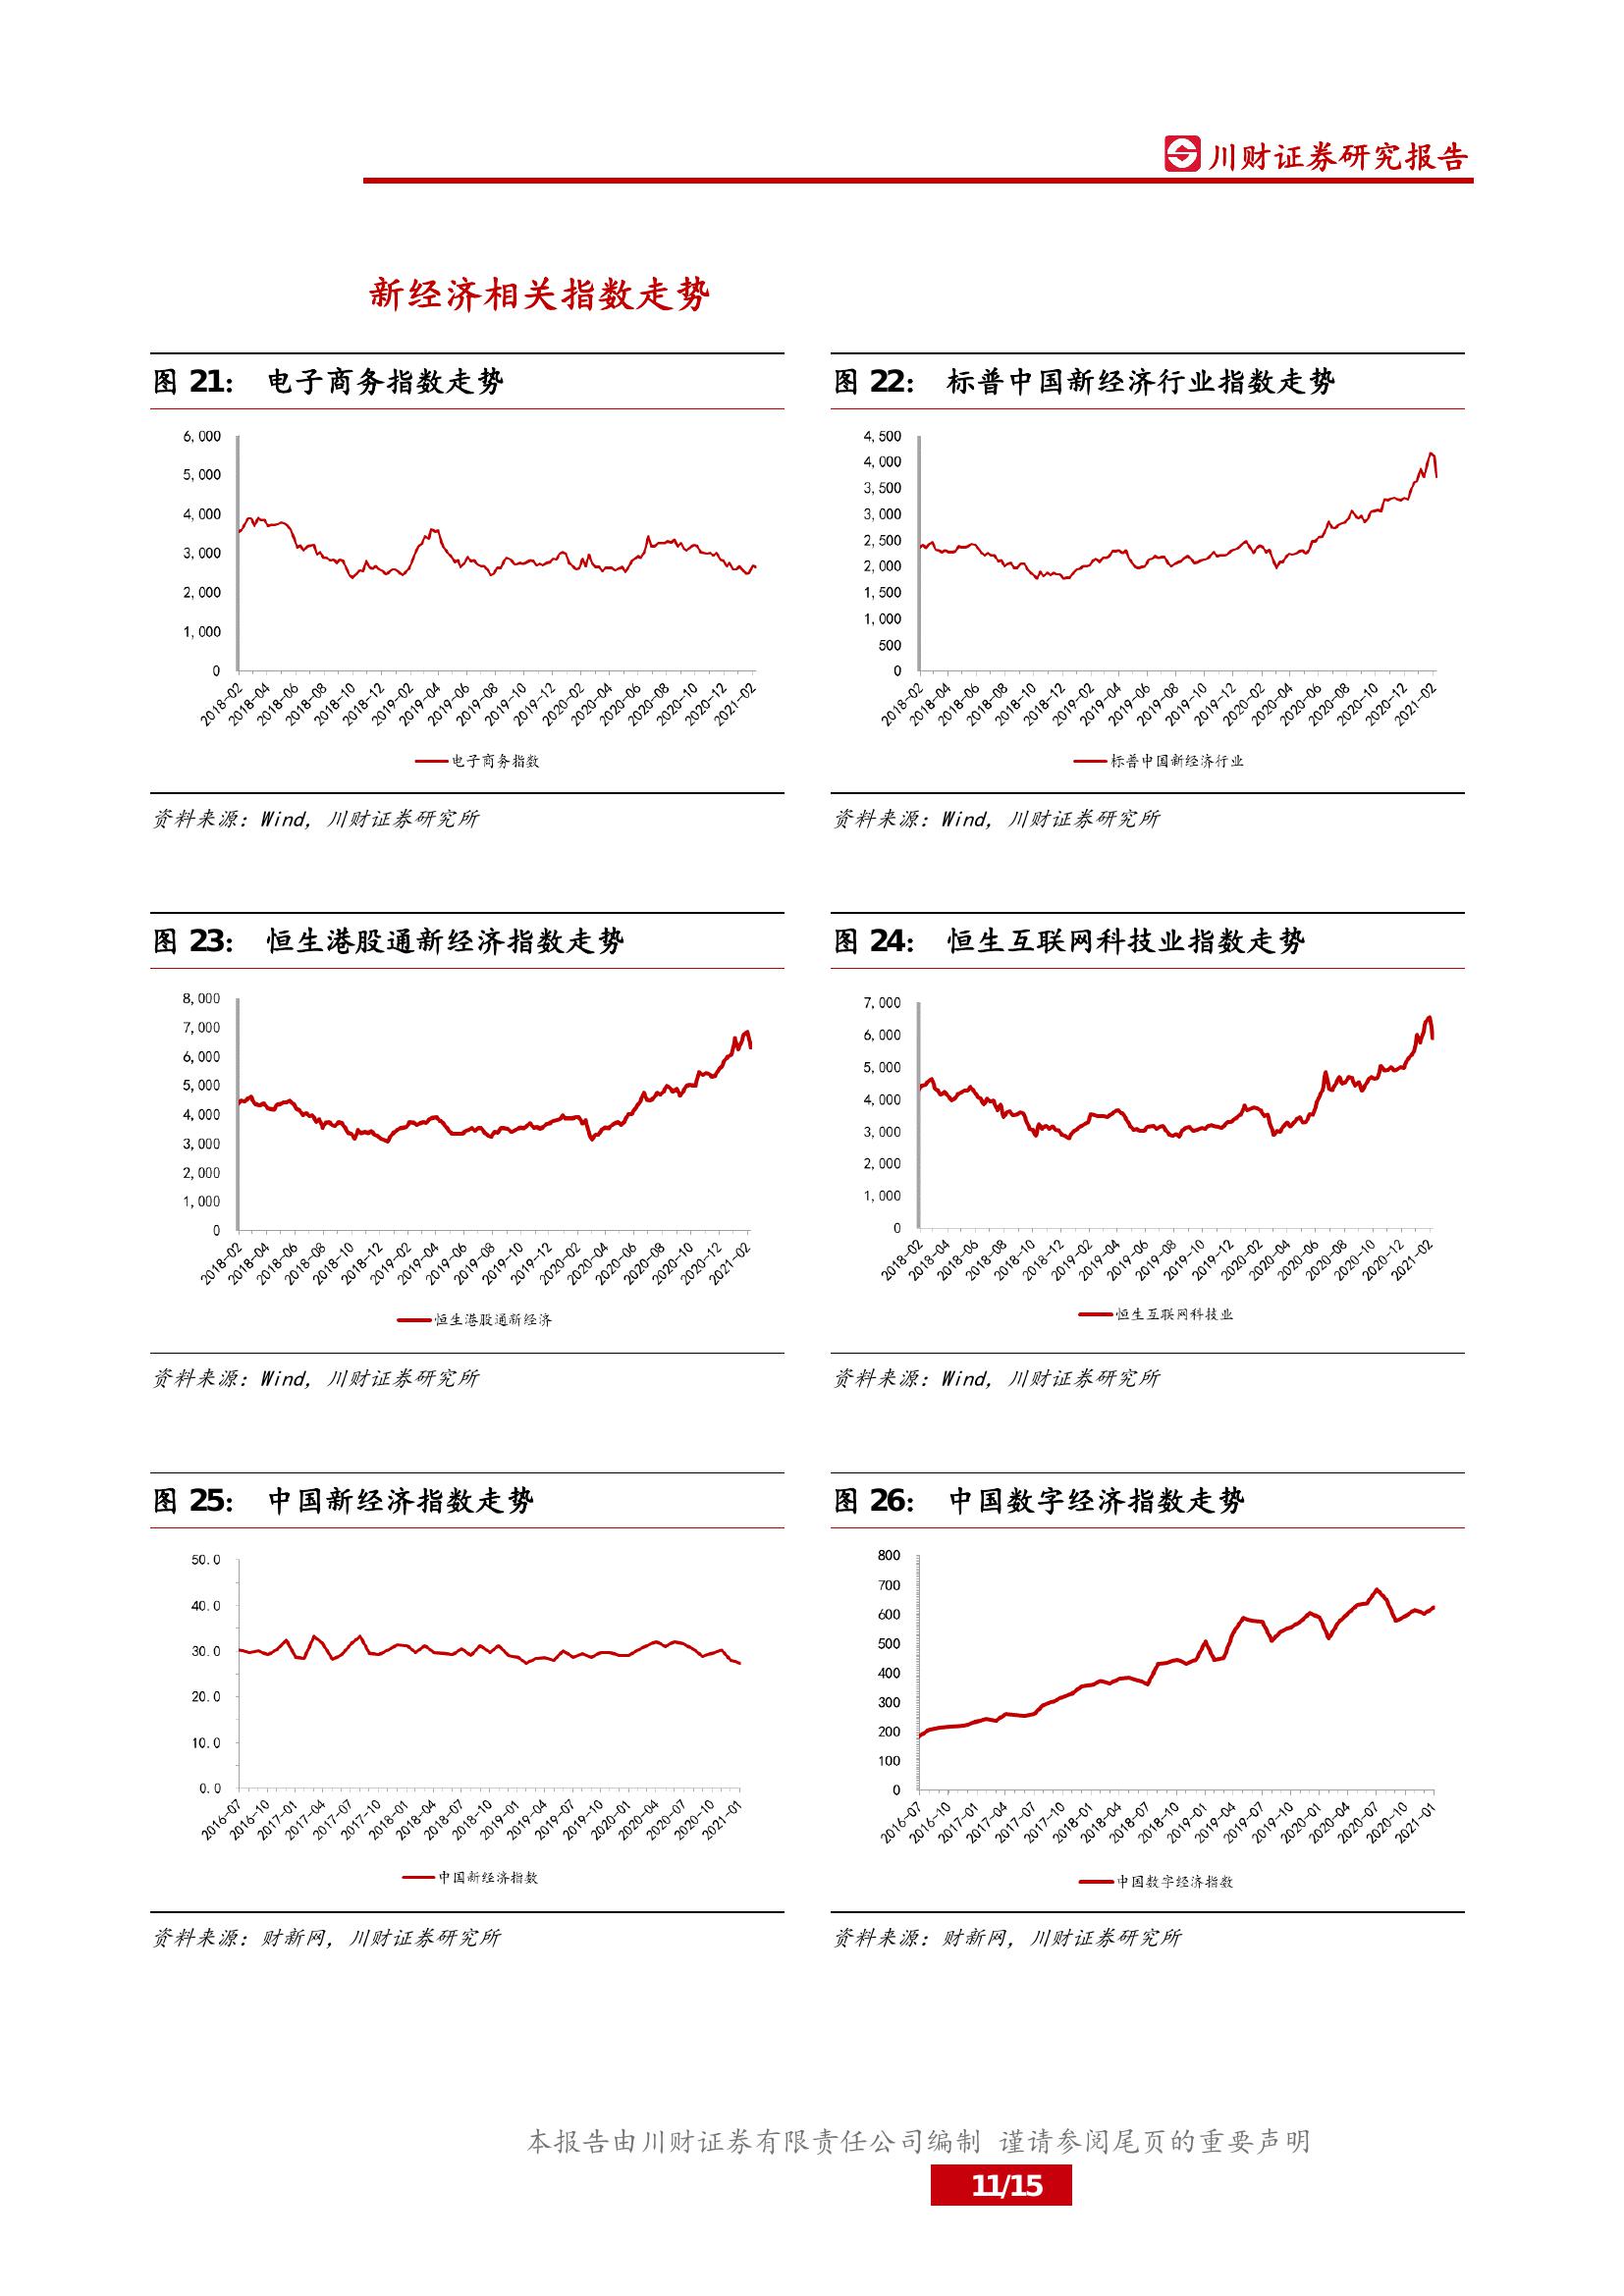 川财证券研究报告
新经济相关指数走势
图 21: 电子商务指数走势
6,000
5,000
4,000
3,000
2,000
1,000
0
2018-02 2018-04 2018-06 2018-08 2018-10 2018-12 2019-02 2019-04 2019-06 2019-08 2019-10 2019-12 2020-02 2020-04 2020-06 2020-08 2020-10 2020-12 2021-02
电子商务指数
资料来源: Wind, 川财证券研究所
图 22: 标普中国新经济行业指数走势
4,500
4,000
3,500
3,000
2,500
2,000
1,500
1,000
500
0
2018-02 2018-04 2018-06 2018-08 2018-10 2018-12 2019-02 2019-04 2019-06 2019-08 2019-10 2019-12 2020-02 2020-04 2020-06 2020-08 2020-10 2020-12 2021-02
标普中国新经济行业
资料来源: Wind, 川财证券研究所
图 23: 恒生港股通新经济指数走势
8,000
7,000
6,000
5,000
4,000
3,000
2,000
1,000
0
2018-02 2018-04 2018-06 2018-08 2018-10 2018-12 2019-02 2019-04 2019-06 2019-08 2019-10 2019-12 2020-02 2020-04 2020-06 2020-08 2020-10 2020-12 2021-02
恒生港股通新经济
资料来源: Wind, 川财证券研究所
图 24: 恒生互联网科技业指数走势
7,000
6,000
5,000
4,000
3,000
2,000
1,000
0
2018-02 2018-04 2018-06 2018-08 2018-10 2018-12 2019-02 2019-04 2019-06 2019-08 2019-10 2019-12 2020-02 2020-04 2020-06 2020-08 2020-10 2020-12 2021-02
恒生互联网科技业
资料来源: Wind, 川财证券研究所
图 25: 中国新经济指数走势
50.0
40.0
30.0
20.0
10.0
0.0
2016-07 2016-10 2017-01 2017-04 2017-07 2017-10 2018-01 2018-04 2018-07 2018-10 2019-01 2019-04 2019-07 2019-10 2020-01 2020-04 2020-07 2020-10 2021-01
中国新经济指数
资料来源: 财新网, 川财证券研究所
图 26: 中国数字经济指数走势
800
700
600
500
400
300
200
100
0
2016-07 2016-10 2017-01 2017-04 2017-07 2017-10 2018-01 2018-04 2018-07 2018-10 2019-01 2019-04 2019-07 2019-10 2020-01 2020-04 2020-07 2020-10 2021-01
中国数字经济指数
资料来源: 财新网, 川财证券研究所
本报告由川财证券有限责任公司编制 谨请参阅尾页的重要声明
11/15